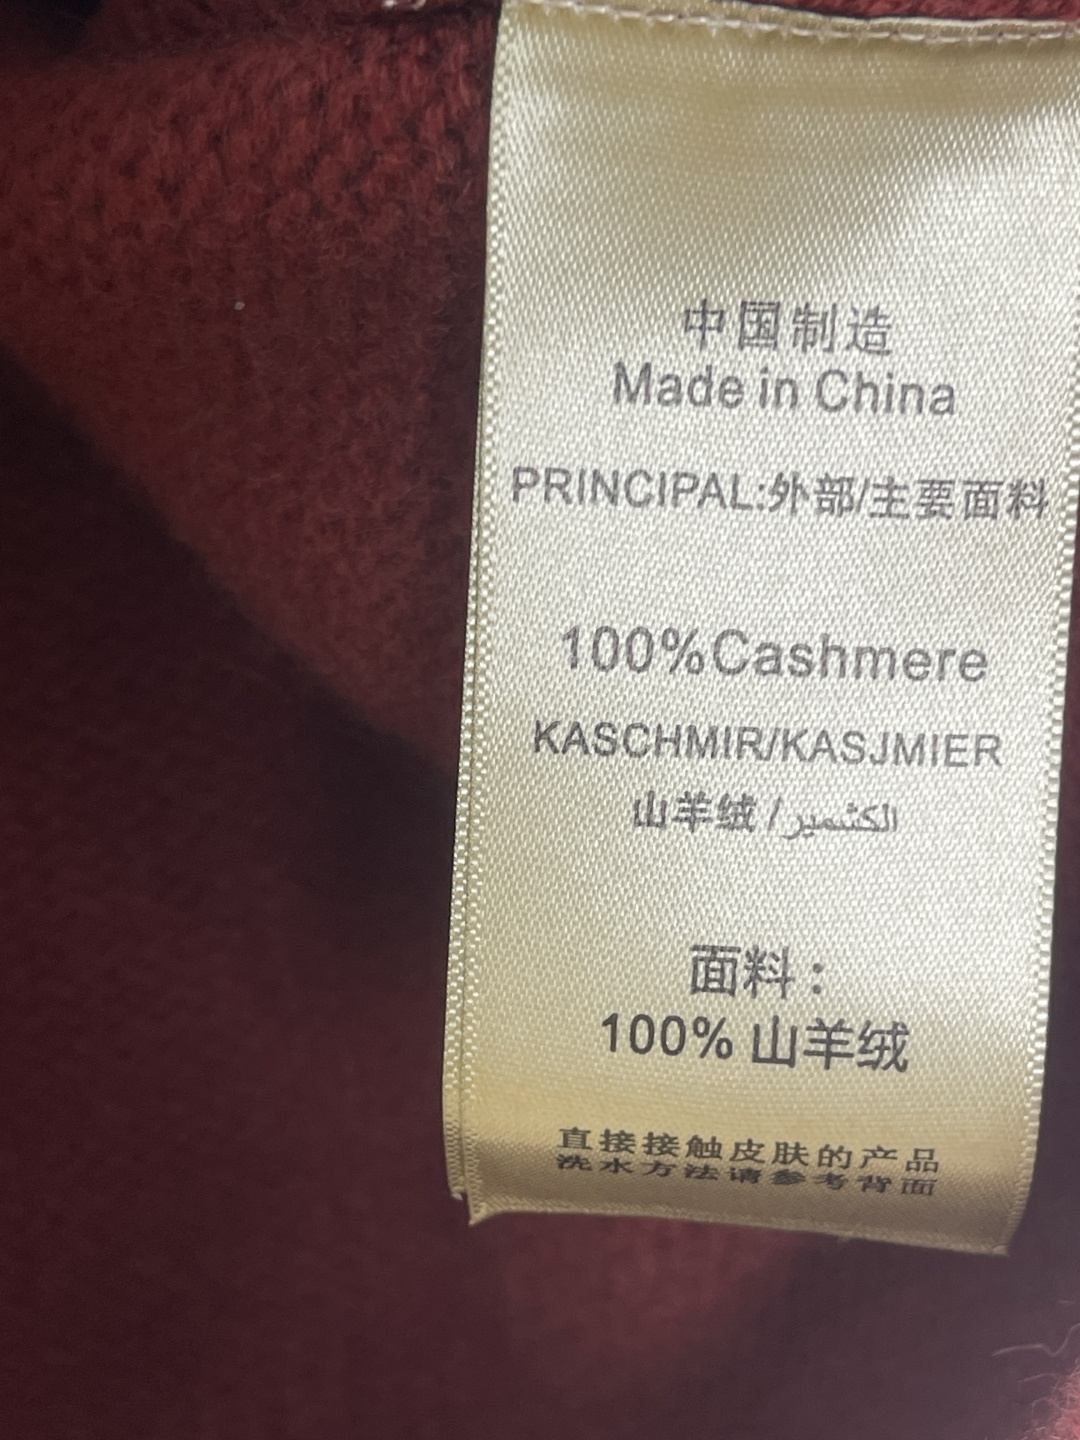 中国制造
Made in China
PRINCIPAL:外部/主要面料
100%Cashmere
KASCHMIR/KASJMIER
山羊绒/الكشمير
面料:
100% 山羊绒
直接接触皮肤的产品
洗水方法请参考背面